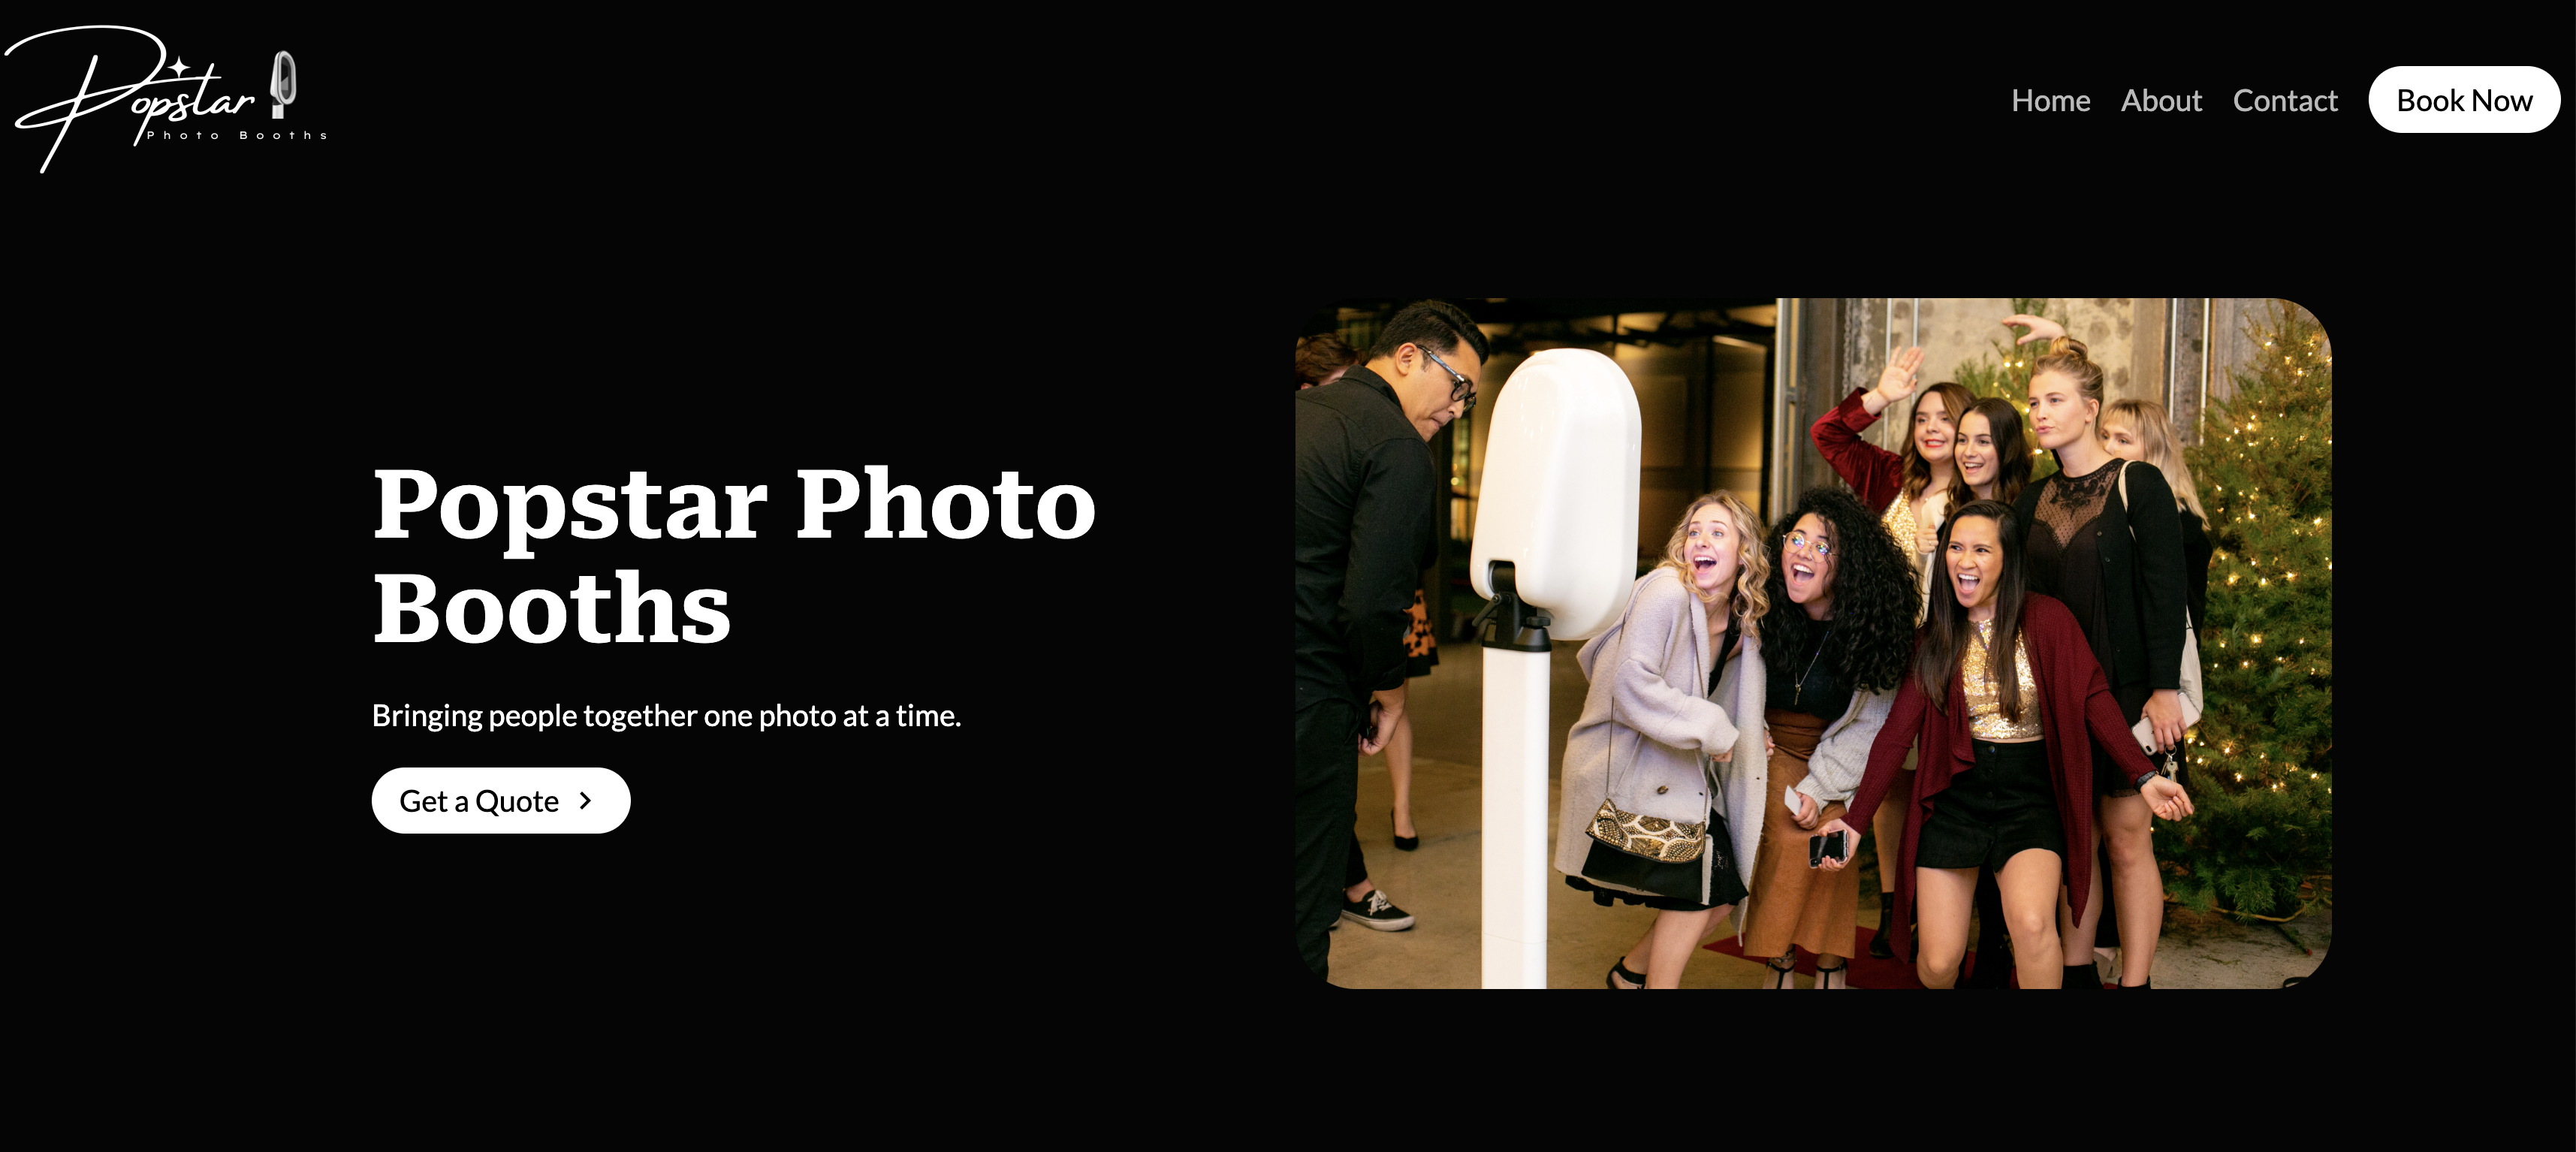 Popstar
Photo Booths
Home About Contact Book Now
Popstar Photo
Booths
Bringing people together one photo at a time.
Get a Quote